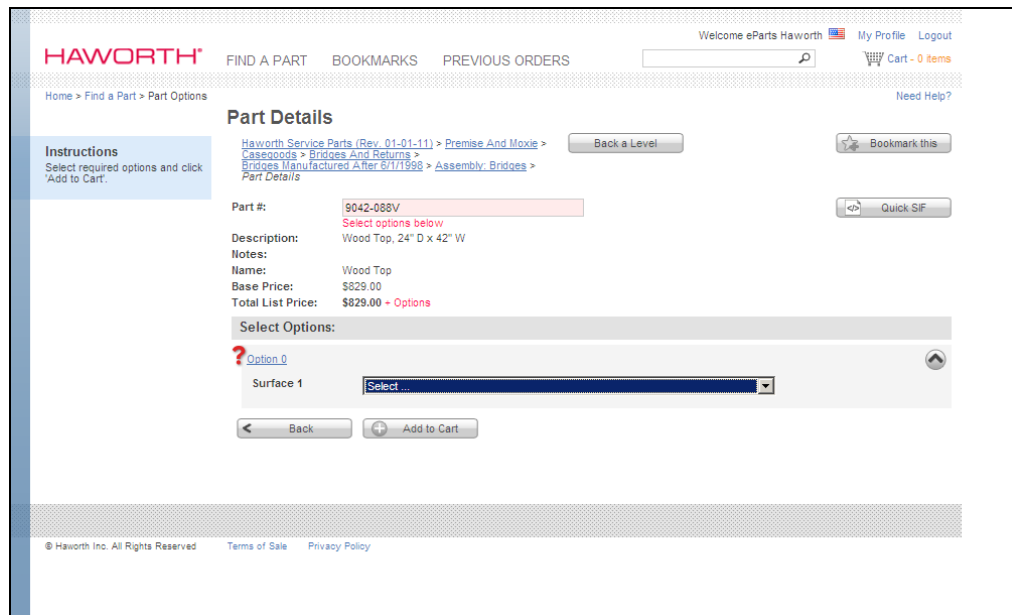 Welcome eParts Haworth My Profile Logout
HAWORTH® FIND A PART BOOKMARKS PREVIOUS ORDERS Cart - 0 items
Home > Find a Part > Part Options Need Help?
Part Details
Instructions
Select required options and click
'Add to Cart'.
Haworth Service Parts (Rev. 01-01-11) > Premise And Moxie >
Casegoods > Bridges And Returns >
Bridges Manufactured After 6/1/1998 > Assembly: Bridges >
Part Details
Back a Level
Bookmark this
Part #: 9042-088V
Quick SIF
Select options below
Description: Wood Top, 24" D x 42" W
Notes:
Name: Wood Top
Base Price: $829.00
Total List Price: $829.00 + Options
Select Options:
? Option 0
Surface 1 Select ...
< Back
Add to Cart
© Haworth Inc. All Rights Reserved Terms of Sale Privacy Policy